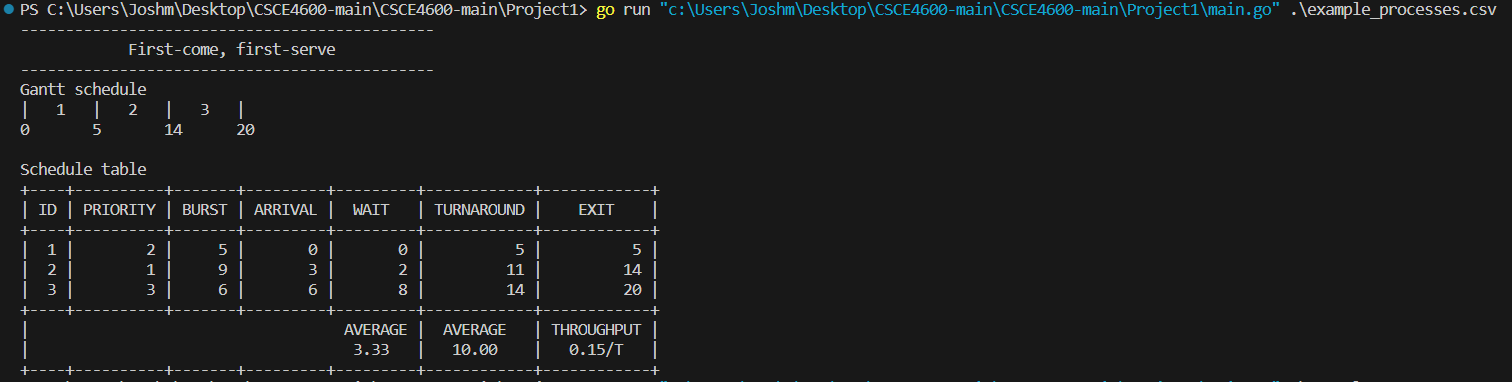 PS C:\Users\Joshm\Desktop\CSCE4600-main\CSCE4600-main\Project1> go run "c:\Users\Joshm\Desktop\CSCE4600-main\CSCE4600-main\Project1\main.go" .\example_processes.csv
----------------------------------------------
            First-come, first-serve
----------------------------------------------
Gantt schedule
|   1   |   2   |   3   |
0       5       14      20

Schedule table
+----+----------+-------+---------+---------+------------+------------+
| ID | PRIORITY | BURST | ARRIVAL |  WAIT   | TURNAROUND |    EXIT    |
+----+----------+-------+---------+---------+------------+------------+
|  1 |        2 |     5 |       0 |       0 |          5 |          5 |
|  2 |        1 |     9 |       3 |       2 |         11 |         14 |
|  3 |        3 |     6 |       6 |       8 |         14 |         20 |
+----+----------+-------+---------+---------+------------+------------+
|                                   AVERAGE |  AVERAGE   | THROUGHPUT |
|                                    3.33   |   10.00    |   0.15/T   |
+----+----------+-------+---------+---------+------------+------------+